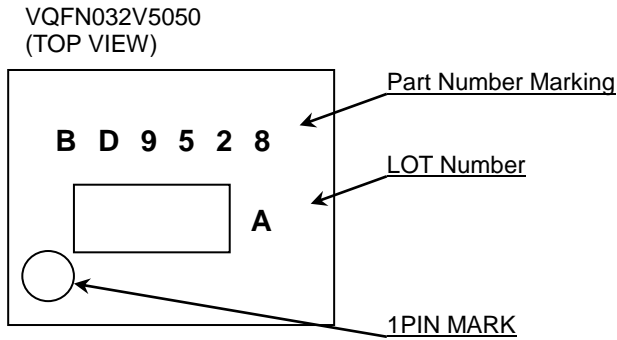 VQFN032V5050
(TOP VIEW)
Part Number Marking
B D 9 5 2 8
LOT Number
A
1PIN MARK